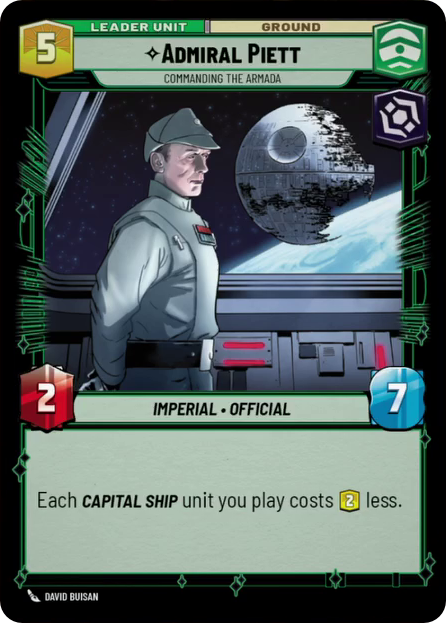 5
LEADER UNIT
GROUND
ADMIRAL PIETT
COMMANDING THE ARMADA
2
7
IMPERIAL • OFFICIAL
Each CAPITAL SHIP unit you play costs 2 less.
DAVID BUISAN